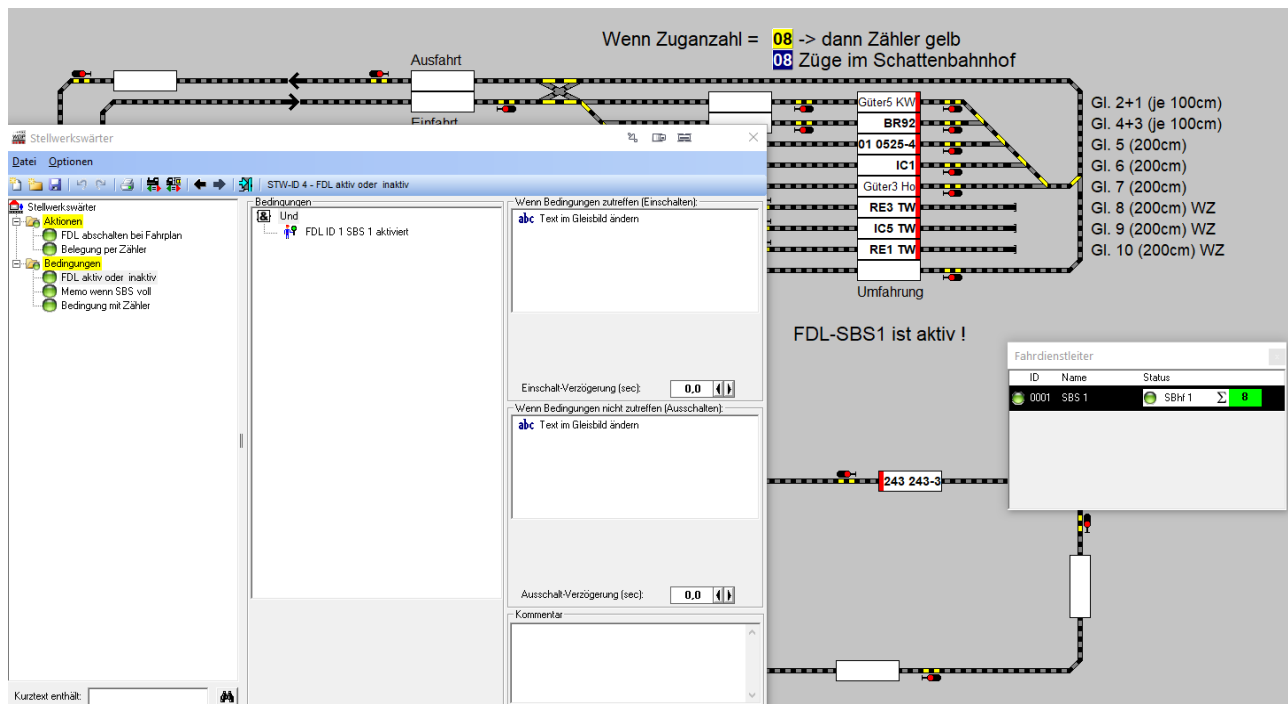 Wenn Zuganzahl = 08 -> dann Zähler gelb
08 Züge im Schattenbahnhof
Ausfahrt
Einfahrt
Güter5 KW
BR92
01 0525-4
IC1
Güter3 Ho
RE3 TW
IC5 TW
RE1 TW
Umfahrung
Gl. 2+1 (je 100cm)
Gl. 4+3 (je 100cm)
Gl. 5 (200cm)
Gl. 6 (200cm)
Gl. 7 (200cm)
Gl. 8 (200cm) WZ
Gl. 9 (200cm) WZ
Gl. 10 (200cm) WZ
FDL-SBS1 ist aktiv !
Stellwerkswärter
Datei Optionen
STW-ID 4 - FDL aktiv oder inaktiv
Stellwerkswärter
Aktionen
FDL abschalten bei Fahrplan
Belegung per Zähler
Bedingungen
FDL aktiv oder inaktiv
Memo wenn SBS voll
Bedingung mit Zähler
Kurztext enthält:
Bedingungen
& Und
FDL ID 1 SBS 1 aktiviert
Wenn Bedingungen zutreffen (Einschalten):
abc Text im Gleisbild ändern
Einschalt-Verzögerung (sec): 0,0
Wenn Bedingungen nicht zutreffen (Ausschalten):
abc Text im Gleisbild ändern
Ausschalt-Verzögerung (sec): 0,0
Kommentar
Fahrdienstleiter
ID Name Status
0001 SBS 1 SBhf 1 Σ 8
243 243-3